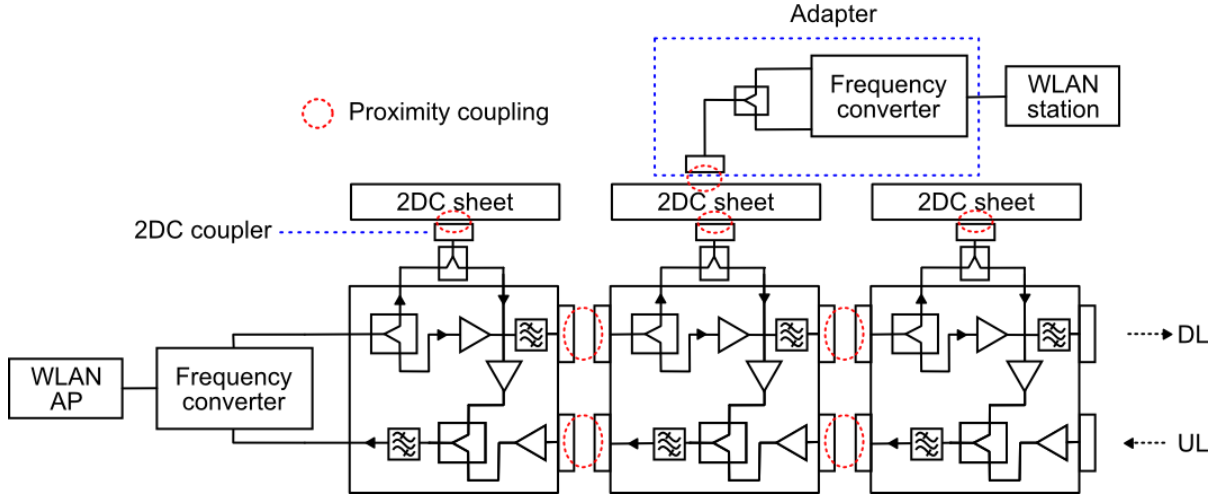 Adapter
Proximity coupling
Frequency
converter
WLAN
station
2DC sheet
2DC sheet
2DC sheet
2DC coupler
WLAN
AP
Frequency
converter
DL
UL